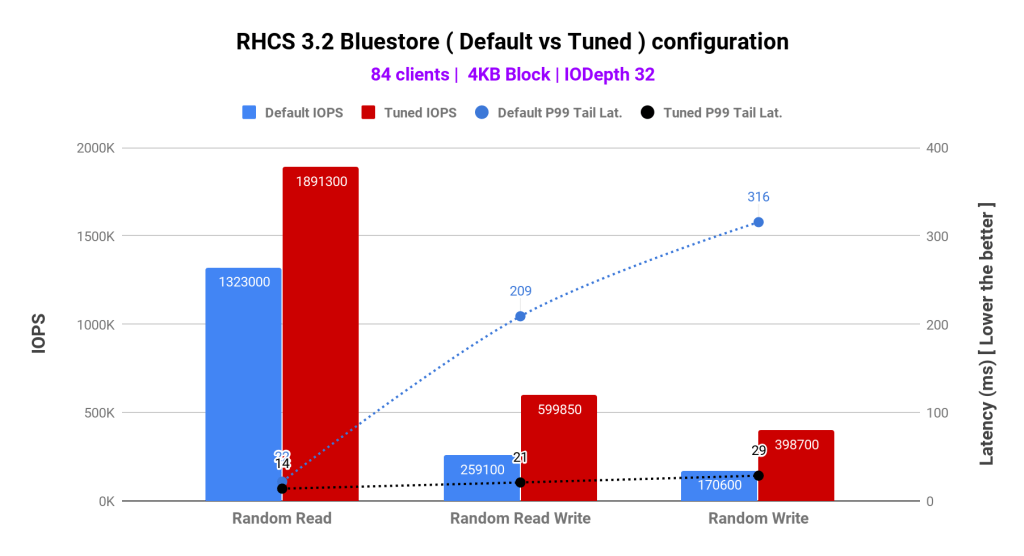 RHCS 3.2 Bluestore ( Default vs Tuned ) configuration
84 clients | 4KB Block | IODepth 32
Default IOPS Tuned IOPS Default P99 Tail Lat. Tuned P99 Tail Lat.
2000K
1500K
1000K
500K
0K
IOPS
400
300
200
100
0
Latency (ms) [ Lower the better ]
1323000
1891300
14
259100
599850
209
21
170600
398700
316
29
Random Read
Random Read Write
Random Write